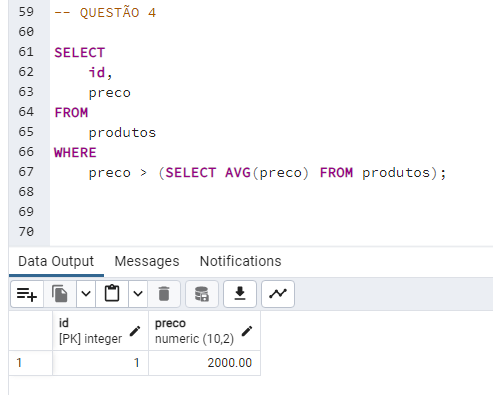 59 -- QUESTÃO 4
60
61 SELECT
62     id,
63     preco
64 FROM
65     produtos
66 WHERE
67     preco > (SELECT AVG(preco) FROM produtos);
68
69
70
Data Output Messages Notifications
id preco
[PK] integer numeric (10,2)
1 1 2000.00